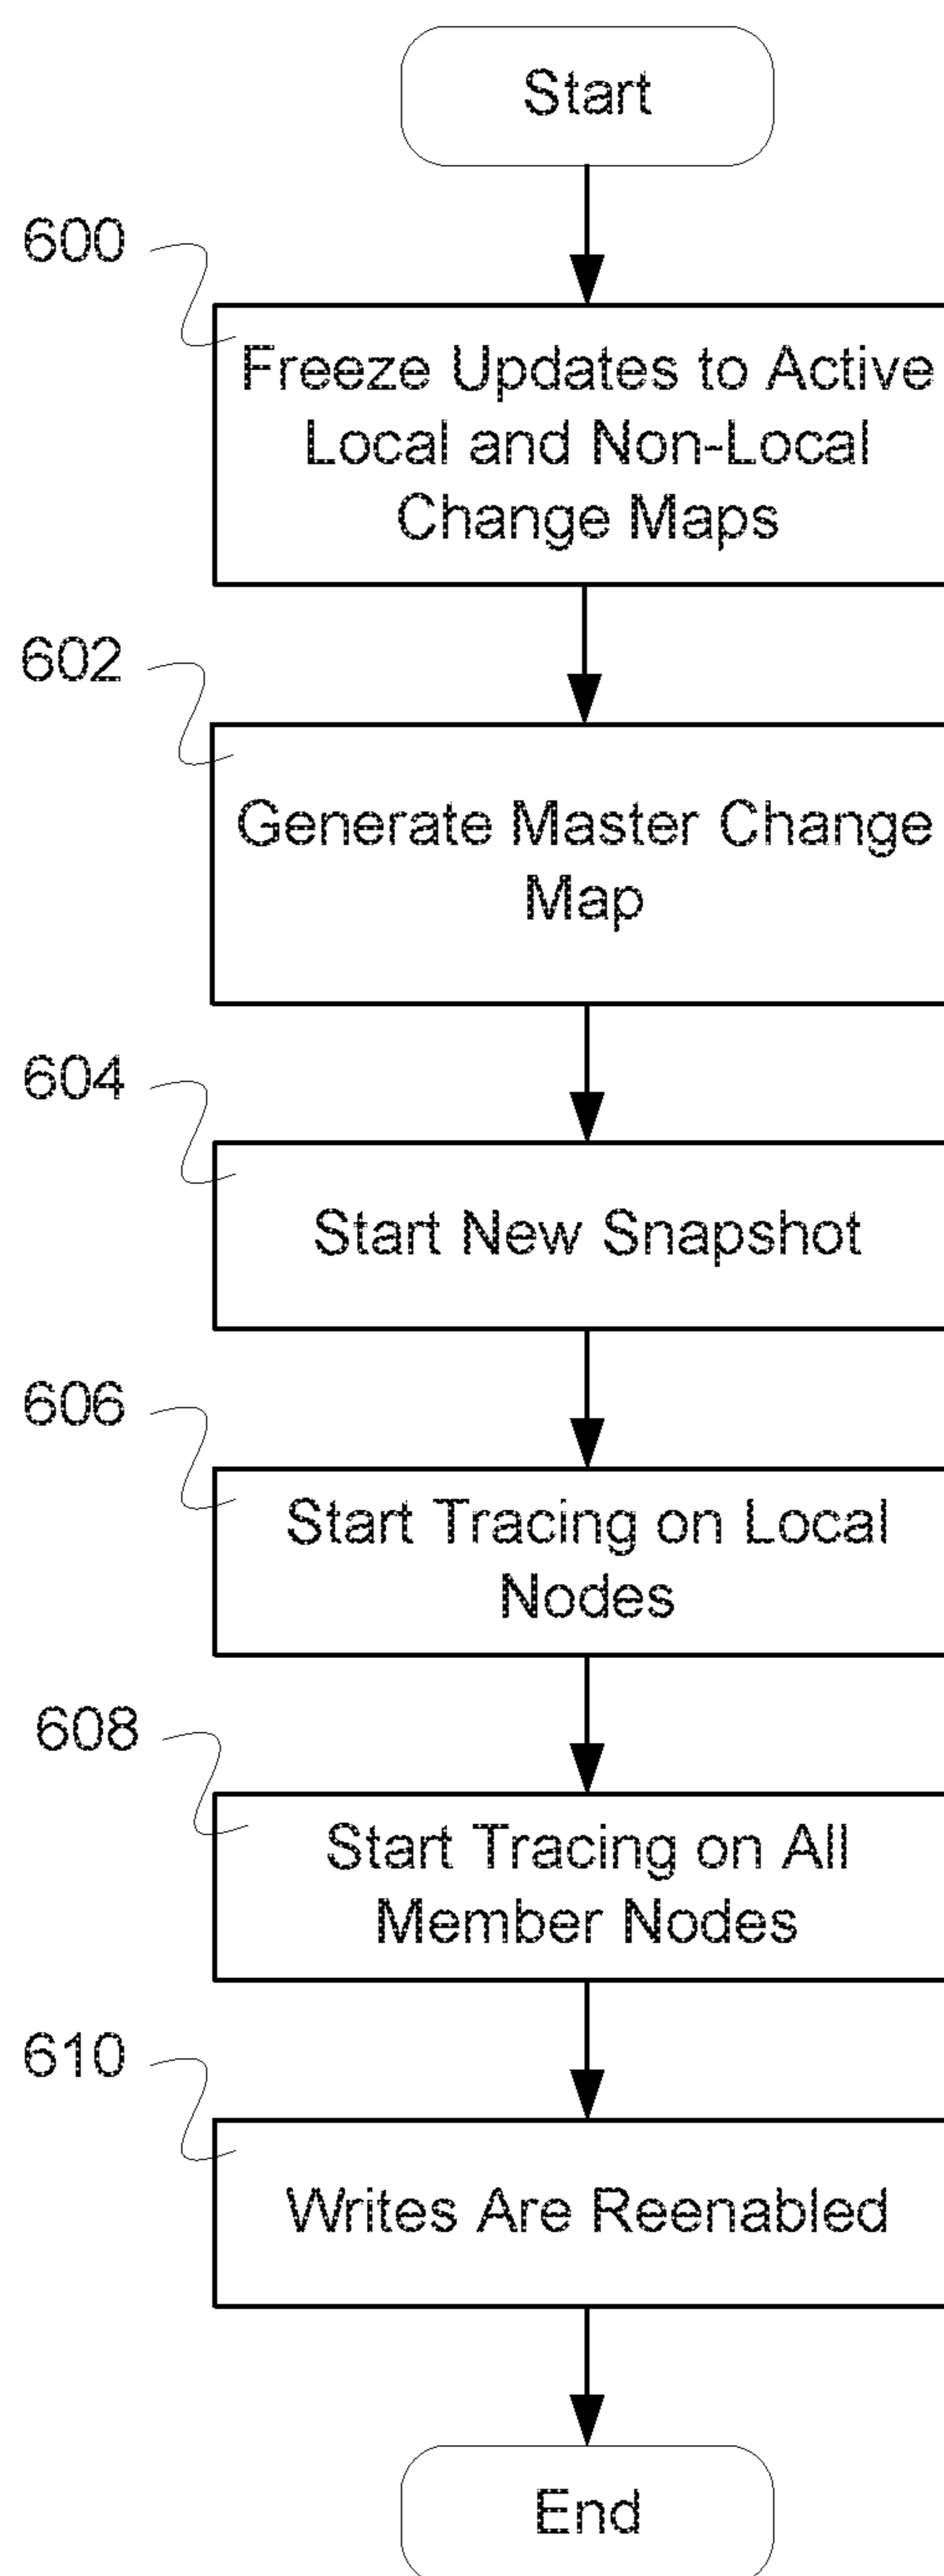 Start
600
Freeze Updates to Active
Local and Non-Local
Change Maps
602
Generate Master Change
Map
604
Start New Snapshot
606
Start Tracing on Local
Nodes
608
Start Tracing on All
Member Nodes
610
Writes Are Reenabled
End